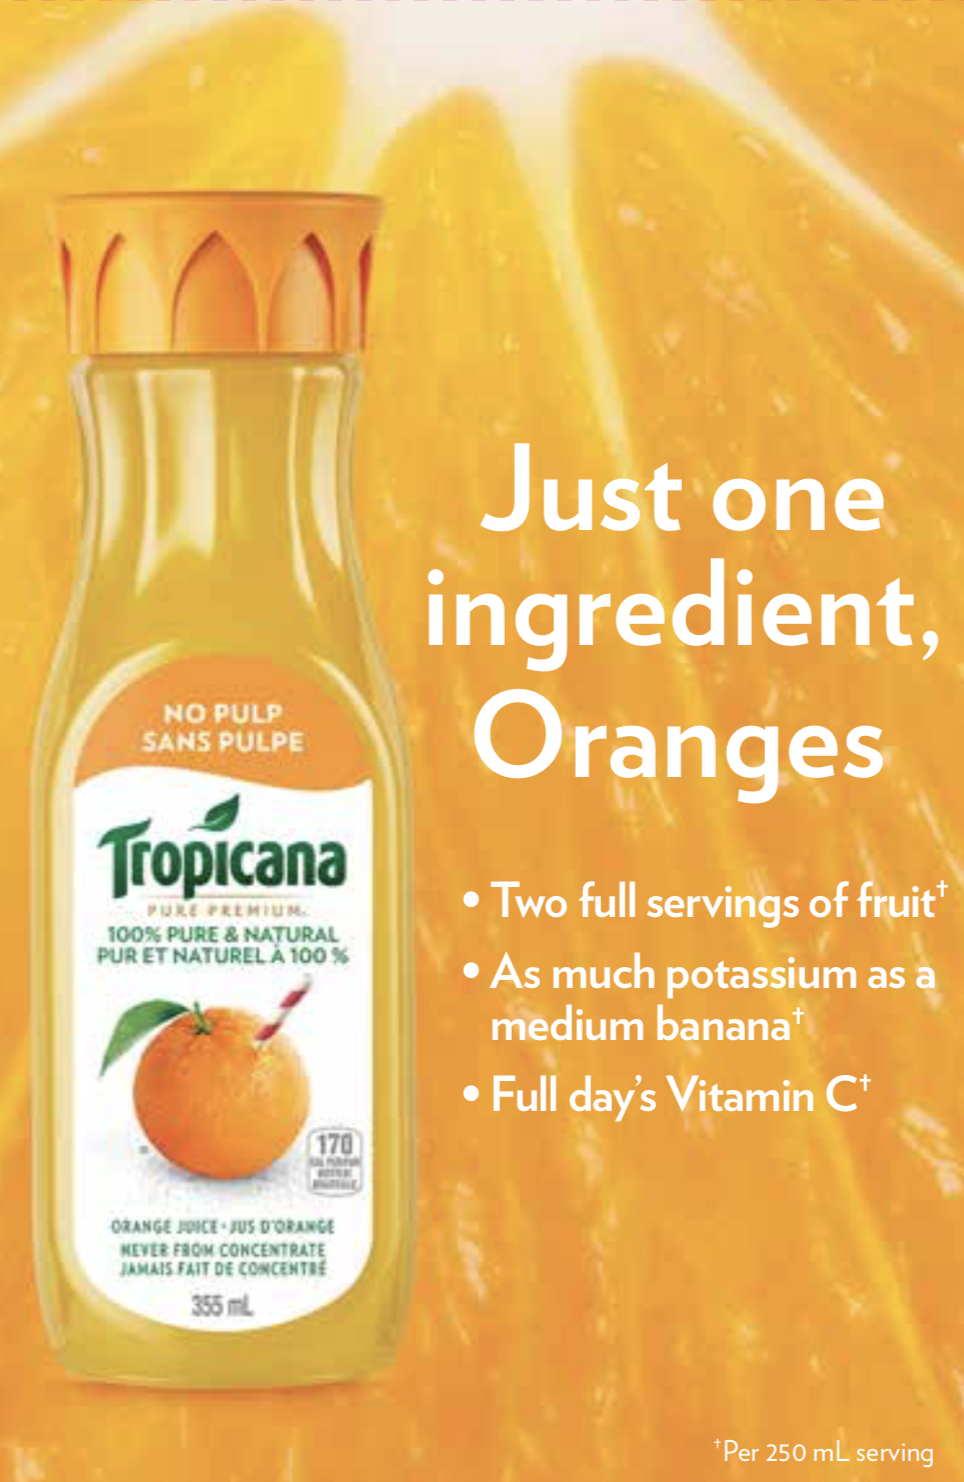 Just one
ingredient,
Oranges
• Two full servings of fruit†
• As much potassium as a
medium banana†
• Full day's Vitamin C†
NO PULP
SANS PULPE
Tropicana
PURE PREMIUM
100% PURE & NATURAL
PUR ET NATUREL À 100 %
170
ORANGE JUICE • JUS D'ORANGE
NEVER FROM CONCENTRATE
JAMAIS FAIT DE CONCENTRÉ
355 mL
†Per 250 mL serving